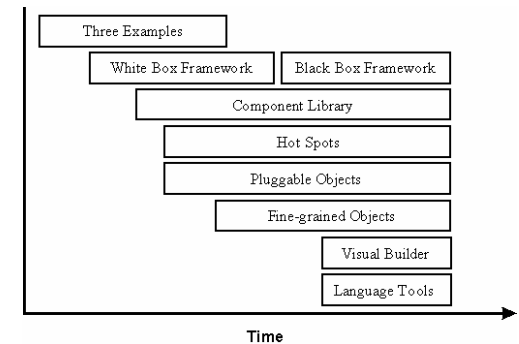 Three Examples
White Box Framework
Black Box Framework
Component Library
Hot Spots
Pluggable Objects
Fine-grained Objects
Visual Builder
Language Tools
Time